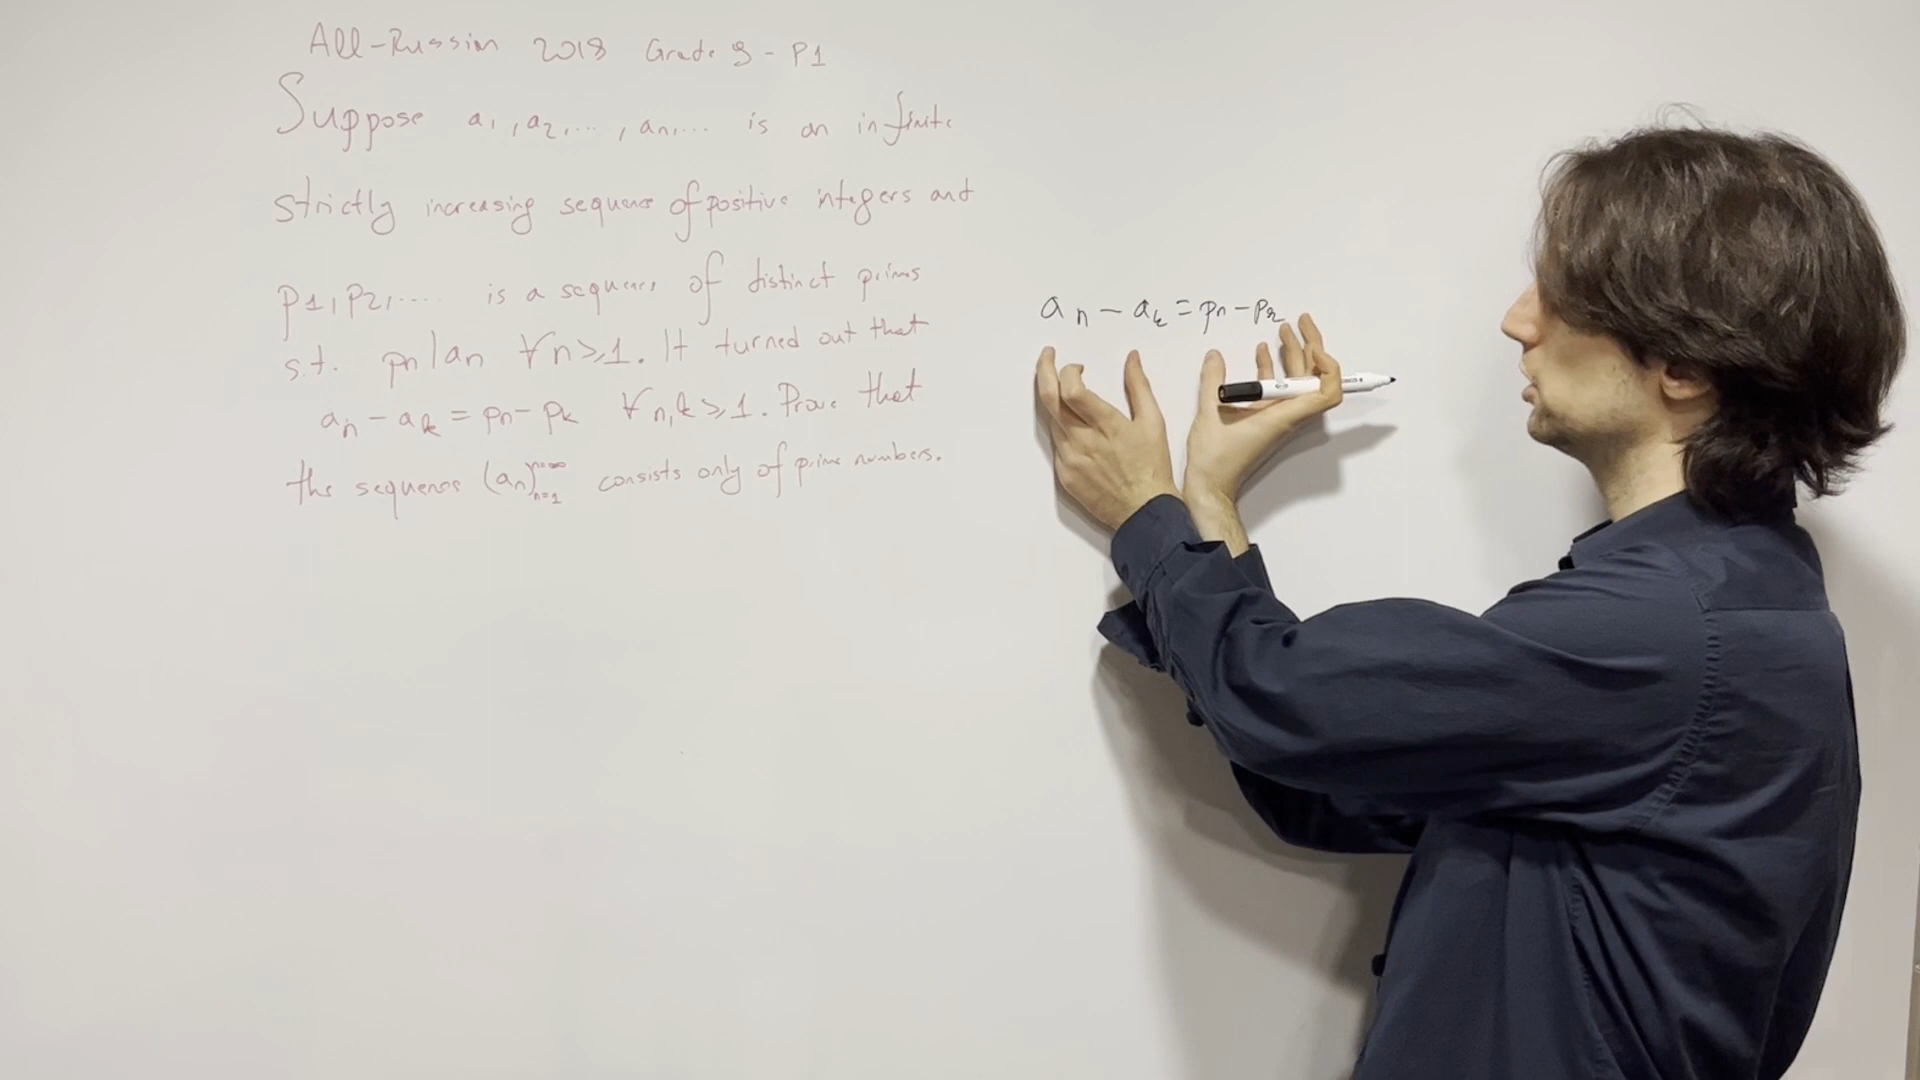 All-Russian 2018 Grade 9 - P1
Suppose a₁, a₂, ..., aₙ, ... is an infinite
strictly increasing sequence of positive integers and
p1, p2, .... is a sequence of distinct primes
s.t. pₙ | aₙ ∀n≥1. It turned out that
aₙ - aₖ = pₙ - pₖ ∀n,k≥1. Prove that
the sequence (aₙ)ₙ₌₁ⁿ⁼∞ consists only of prime numbers.
aₙ - aₖ = pₙ - pₖ